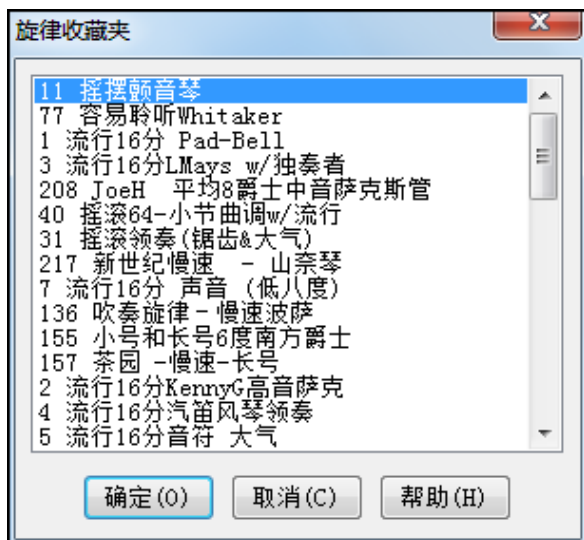 旋律收藏夹
11 摇摆颤音琴
77 容易聆听Whitaker
1 流行16分 Pad-Bell
3 流行16分LMays w/独奏者
208 JoeH  平均8爵士中音萨克斯管
40 摇滚64-小节曲调w/流行
31 摇滚领奏(锯齿&大气)
217 新世纪慢速  - 山奈琴
7 流行16分 声音 (低八度)
136 吹奏旋律-慢速波萨
155 小号和长号6度南方爵士
157 茶园 -慢速-长号
2 流行16分KennyG高音萨克
4 流行16分汽笛风琴领奏
5 流行16分音符 大气
确定(O)
取消(C)
帮助(H)